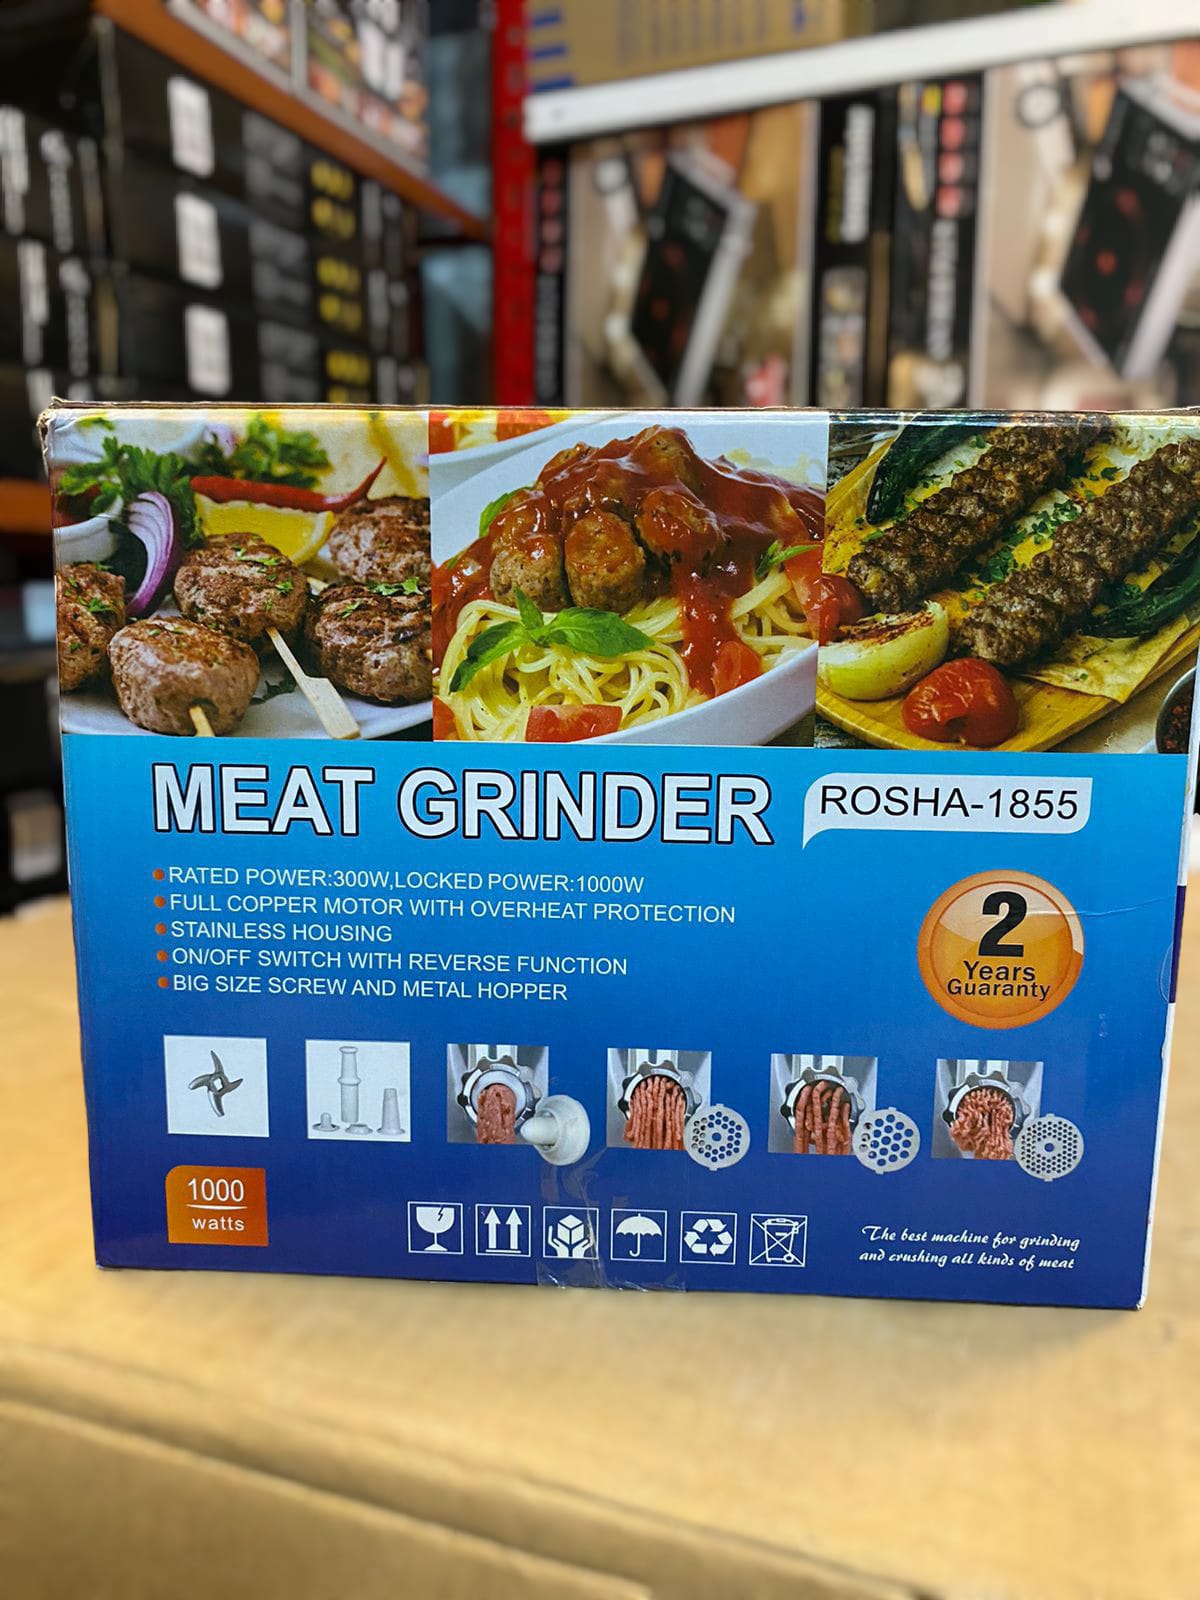 MEAT GRINDER
ROSHA-1855
RATED POWER:300W,LOCKED POWER:1000W
FULL COPPER MOTOR WITH OVERHEAT PROTECTION
STAINLESS HOUSING
ON/OFF SWITCH WITH REVERSE FUNCTION
BIG SIZE SCREW AND METAL HOPPER
2
Years
Guaranty
1000
watts
The best machine for grinding
and crushing all kinds of meat